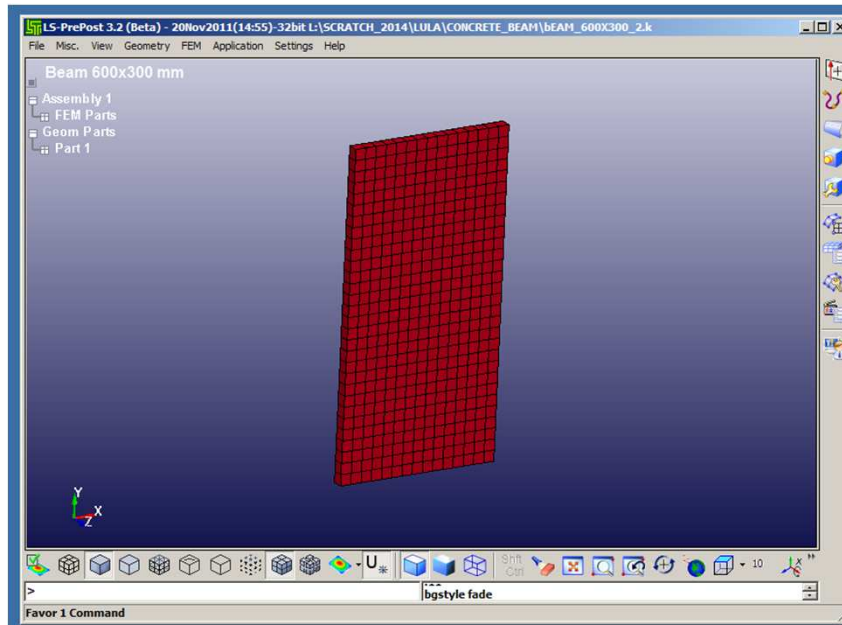 LS-PrePost 3.2 (Beta) - 20Nov2011(14:55)-32bit L:\SCRATCH_2014\LULA\CONCRETE_BEAM\bEAM_600X300_2.k
File Misc. View Geometry FEM Application Settings Help
Beam 600x300 mm
Assembly 1
FEM Parts
Geom Parts
Part 1
Y
X
Z
U
Shft
Ctrl
10
>
bgstyle fade
Favor 1 Command